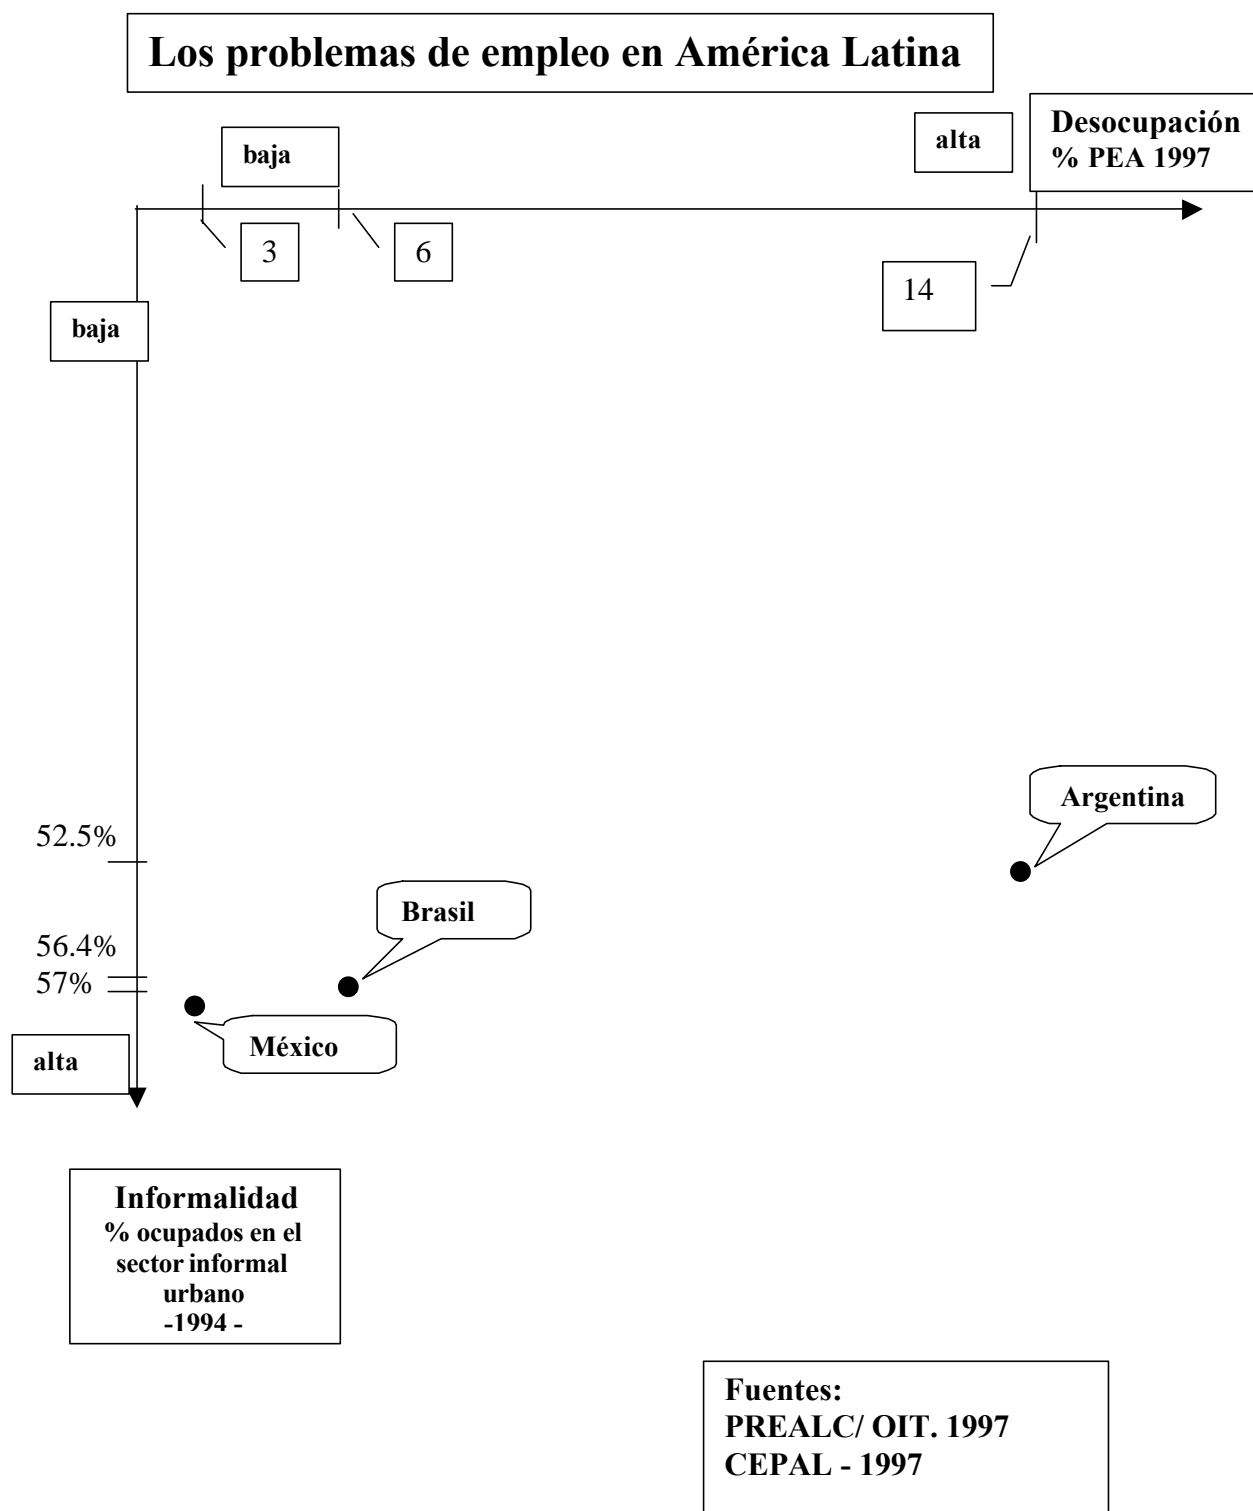 Los problemas de empleo en América Latina
baja
alta
Desocupación
% PEA 1997
3
6
14
baja
Argentina
52.5%
Brasil
56.4%
57%
México
alta
Informalidad
% ocupados en el
sector informal
urbano
-1994 -
Fuentes:
PREALC/ OIT. 1997
CEPAL - 1997